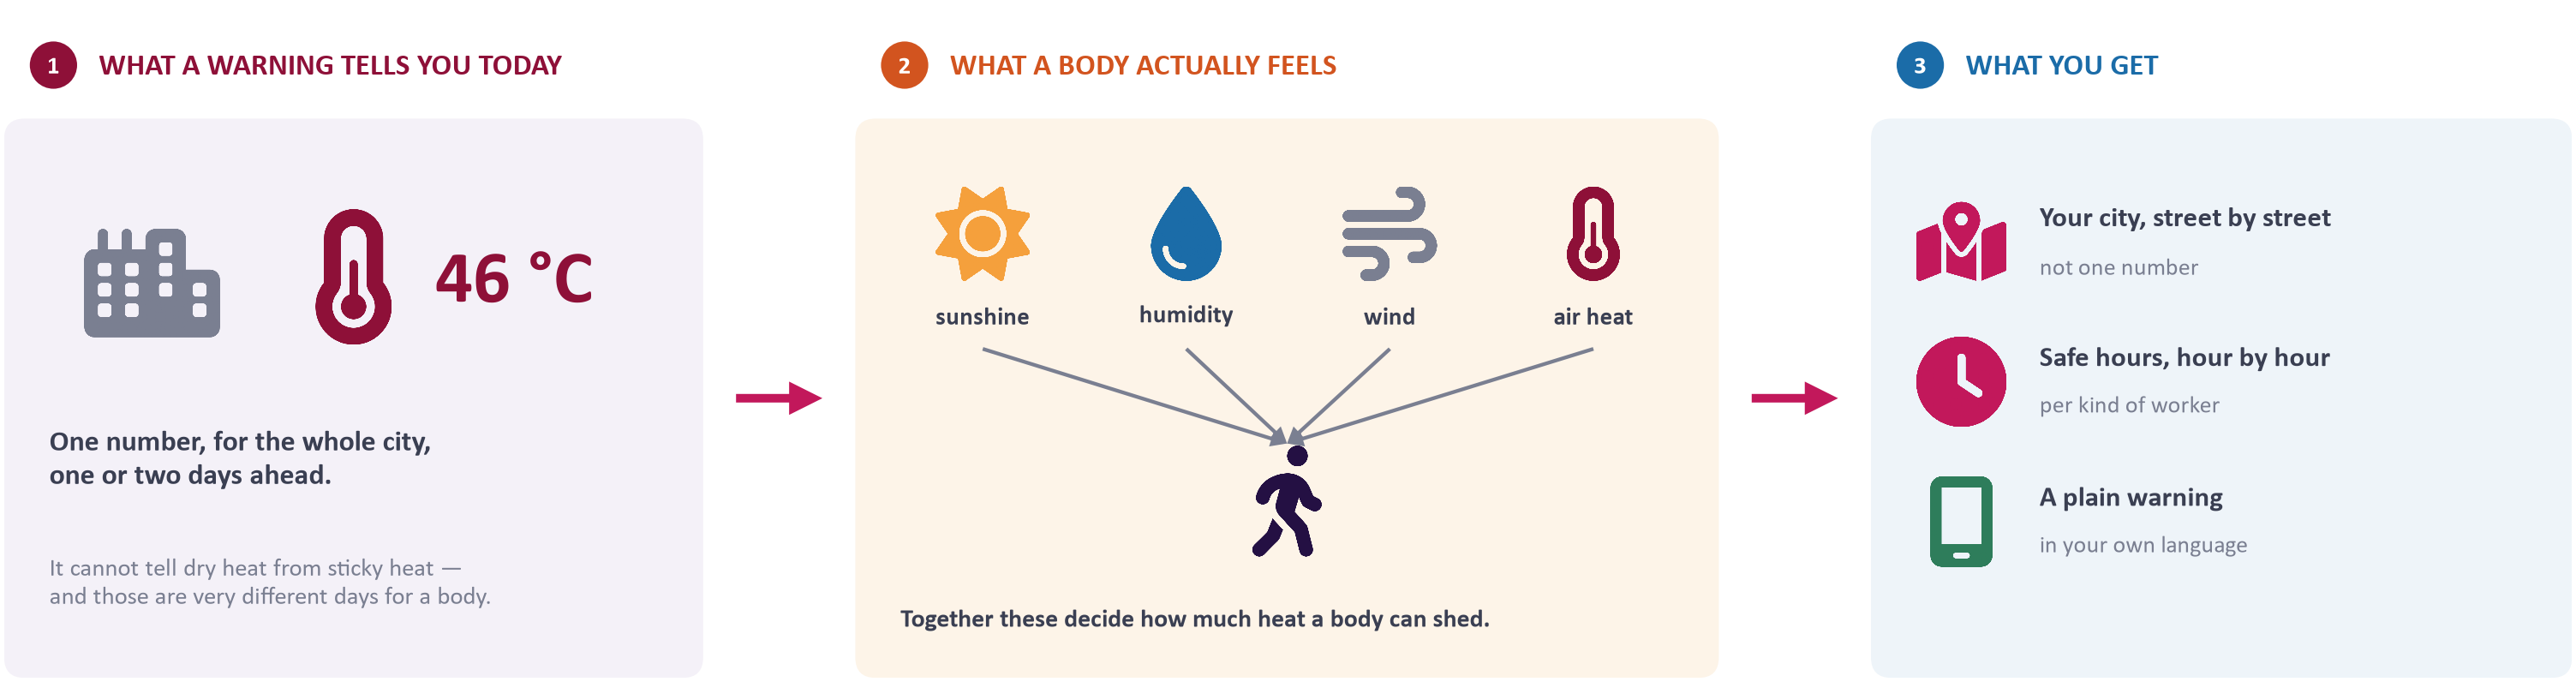 1 WHAT A WARNING TELLS YOU TODAY
46 °C
One number, for the whole city,
one or two days ahead.
It cannot tell dry heat from sticky heat —
and those are very different days for a body.
2 WHAT A BODY ACTUALLY FEELS
sunshine
humidity
wind
air heat
Together these decide how much heat a body can shed.
3 WHAT YOU GET
Your city, street by street
not one number
Safe hours, hour by hour
per kind of worker
A plain warning
in your own language